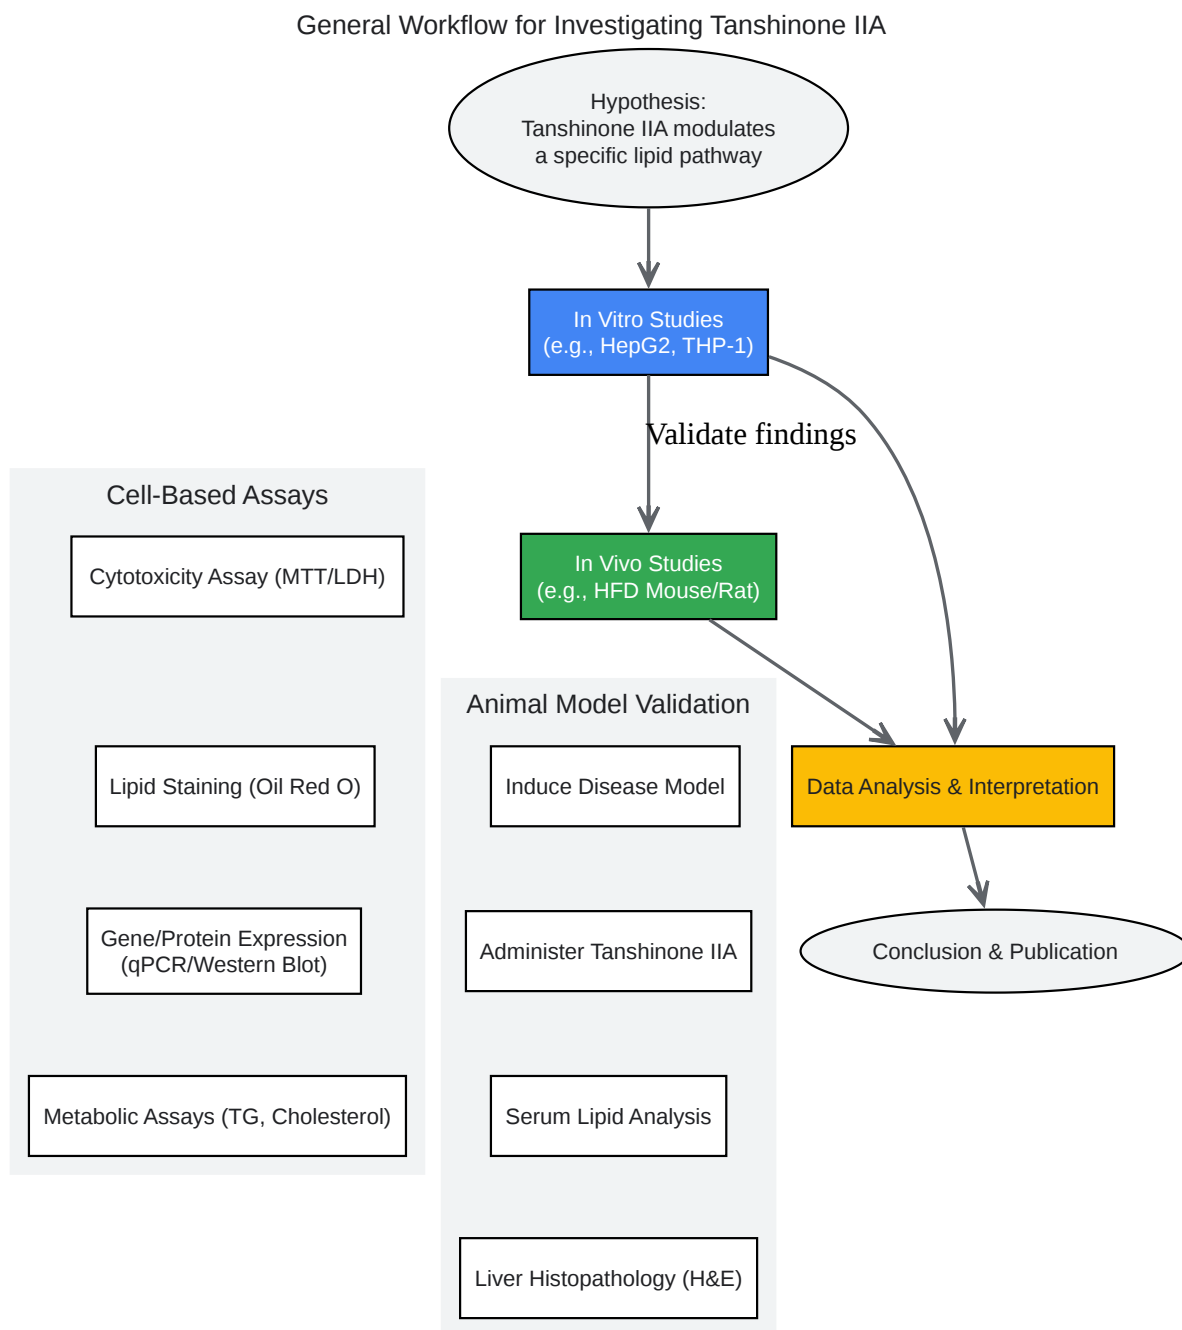 General Workflow for Investigating Tanshinone IIA
Hypothesis:
Tanshinone IIA modulates
a specific lipid pathway
In Vitro Studies
(e.g., HepG2, THP-1)
Validate findings
In Vivo Studies
(e.g., HFD Mouse/Rat)
Cell-Based Assays
Cytotoxicity Assay (MTT/LDH)
Lipid Staining (Oil Red O)
Gene/Protein Expression
(qPCR/Western Blot)
Metabolic Assays (TG, Cholesterol)
Animal Model Validation
Induce Disease Model
Administer Tanshinone IIA
Serum Lipid Analysis
Liver Histopathology (H&E)
Data Analysis & Interpretation
Conclusion & Publication